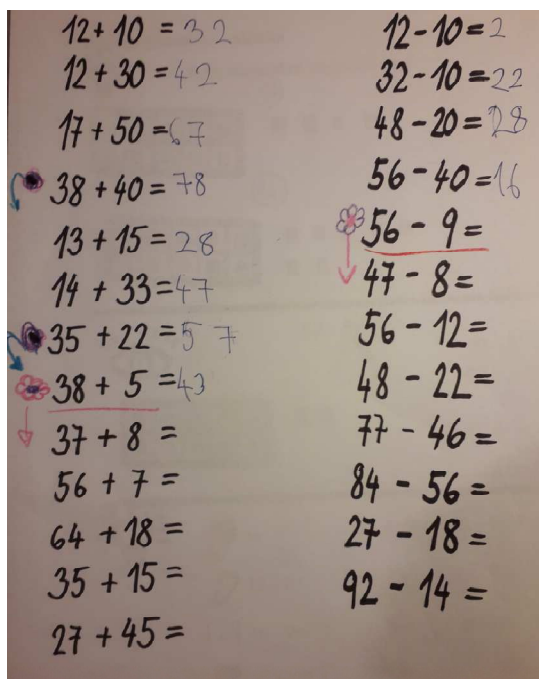 12 + 10 = 32
12 + 30 = 42
17 + 50 = 67
38 + 40 = 78
13 + 15 = 28
14 + 33 = 47
35 + 22 = 57
38 + 5 = 43
37 + 8 =
56 + 7 =
64 + 18 =
35 + 15 =
27 + 45 =
12 - 10 = 2
32 - 10 = 22
48 - 20 = 28
56 - 40 = 16
56 - 9 =
47 - 8 =
56 - 12 =
48 - 22 =
77 - 46 =
84 - 56 =
27 - 18 =
92 - 14 =